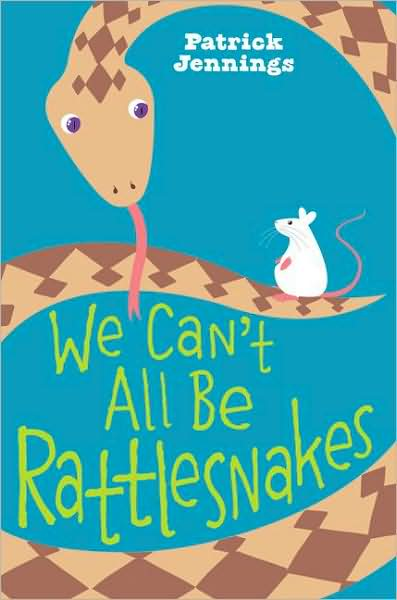 Patrick
Jennings
We Can't
All Be
Rattlesnakes